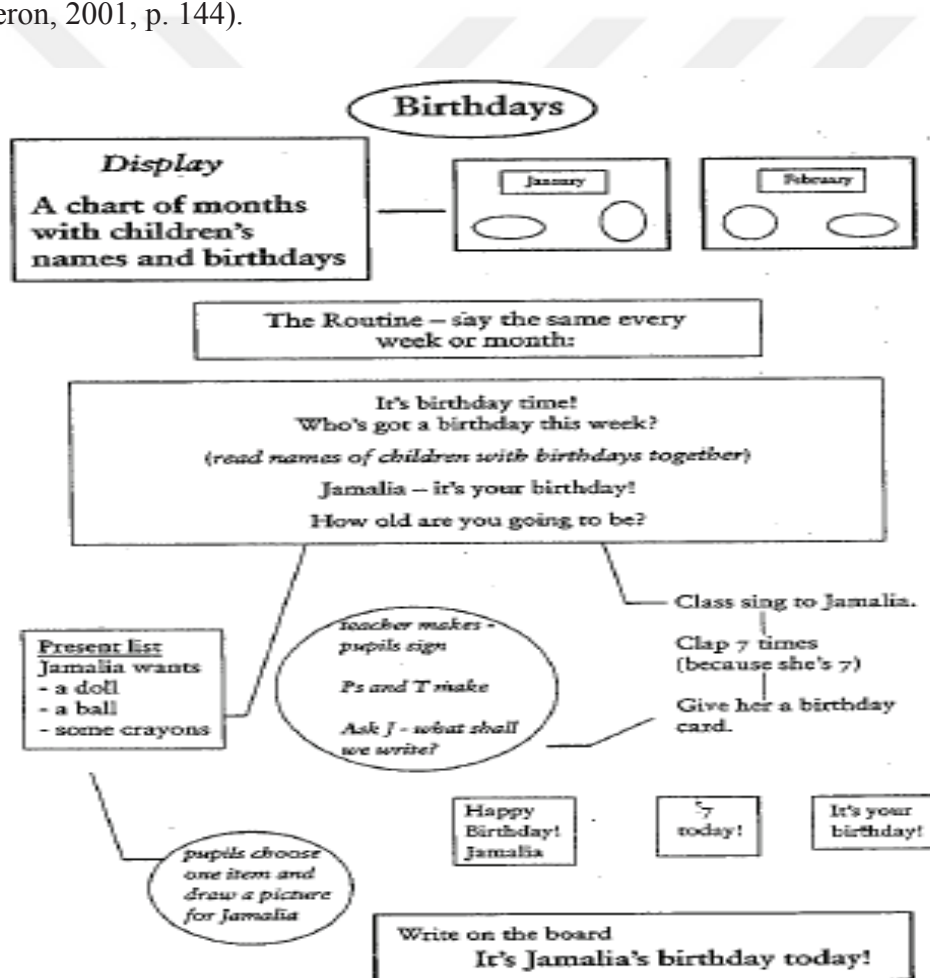 eron, 2001, p. 144).
Birthdays
Display
A chart of months
with children's
names and birthdays
January
February
The Routine – say the same every
week or month:
It's birthday time!
Who's got a birthday this week?
(read names of children with birthdays together)
Jamalia – it's your birthday!
How old are you going to be?
Class sing to Jamalia.
Clap 7 times
(because she's 7)
Give her a birthday
card.
teacher makes -
pupils sign
Ps and T make
Ask J - what shall
we write?
Present list
Jamalia wants
- a doll
- a ball
- some crayons
Happy
Birthday!
Jamalia
7
today!
It's your
birthday!
pupils choose
one item and
draw a picture
for Jamalia
Write on the board
It's Jamalia's birthday today!